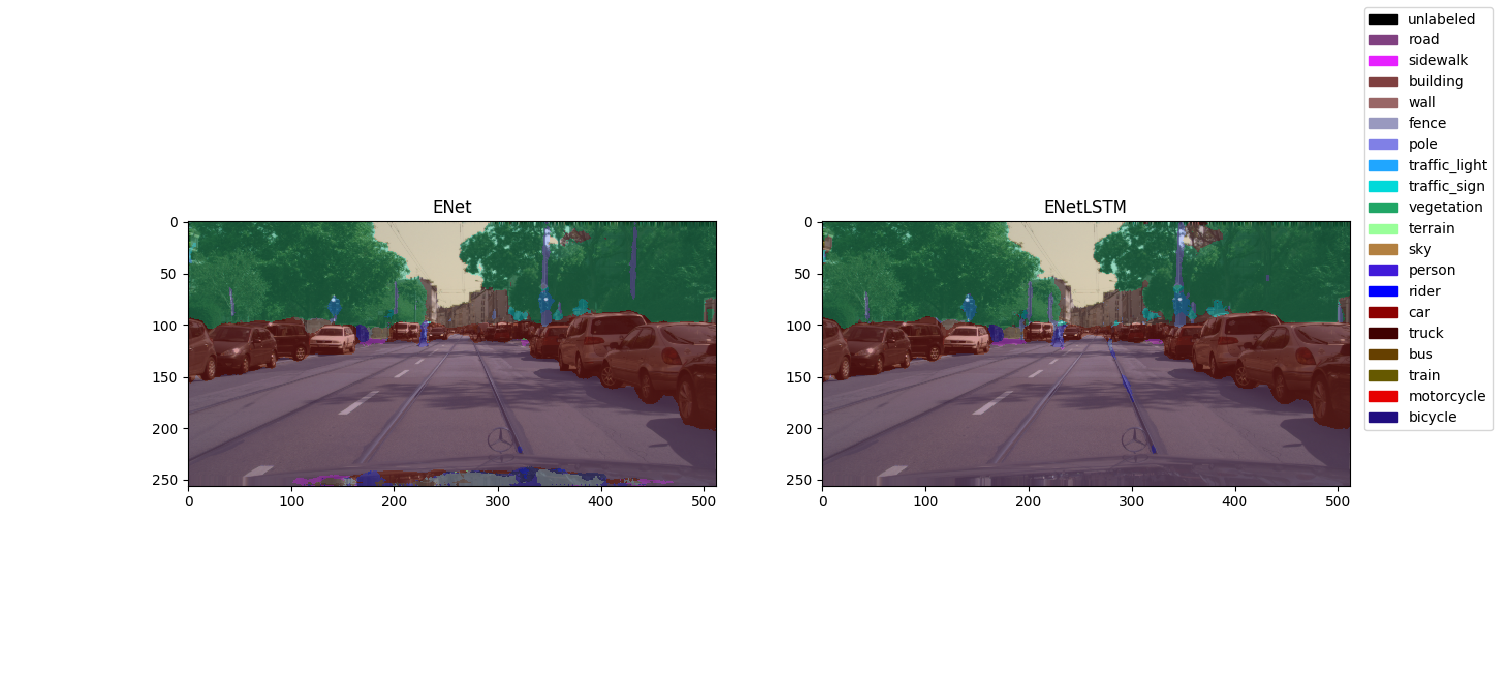 ENet
0
50
100
150
200
250
0 100 200 300 400 500
ENetLSTM
0
50
100
150
200
250
0 100 200 300 400 500
unlabeled
road
sidewalk
building
wall
fence
pole
traffic_light
traffic_sign
vegetation
terrain
sky
person
rider
car
truck
bus
train
motorcycle
bicycle